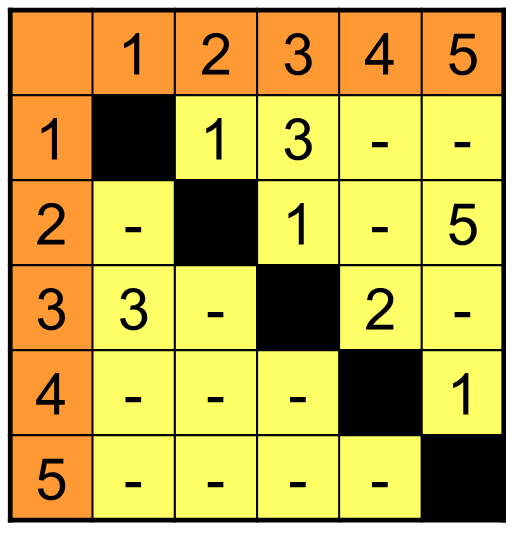 1 2 3 4 5
1 1 3 - -
2 - 1 - 5
3 3 - 2 -
4 - - - 1
5 - - - -